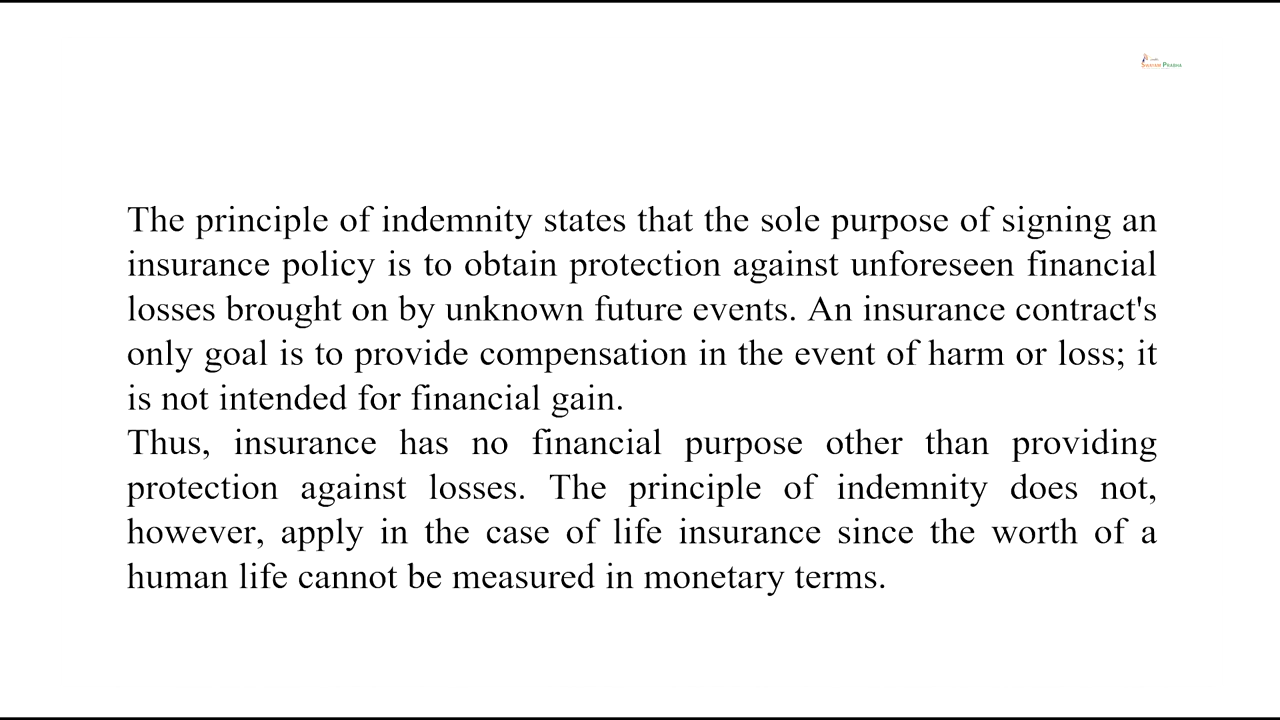 SWAYAM PRABHA
The principle of indemnity states that the sole purpose of signing an
insurance policy is to obtain protection against unforeseen financial
losses brought on by unknown future events. An insurance contract's
only goal is to provide compensation in the event of harm or loss; it
is not intended for financial gain.
Thus, insurance has no financial purpose other than providing
protection against losses. The principle of indemnity does not,
however, apply in the case of life insurance since the worth of a
human life cannot be measured in monetary terms.